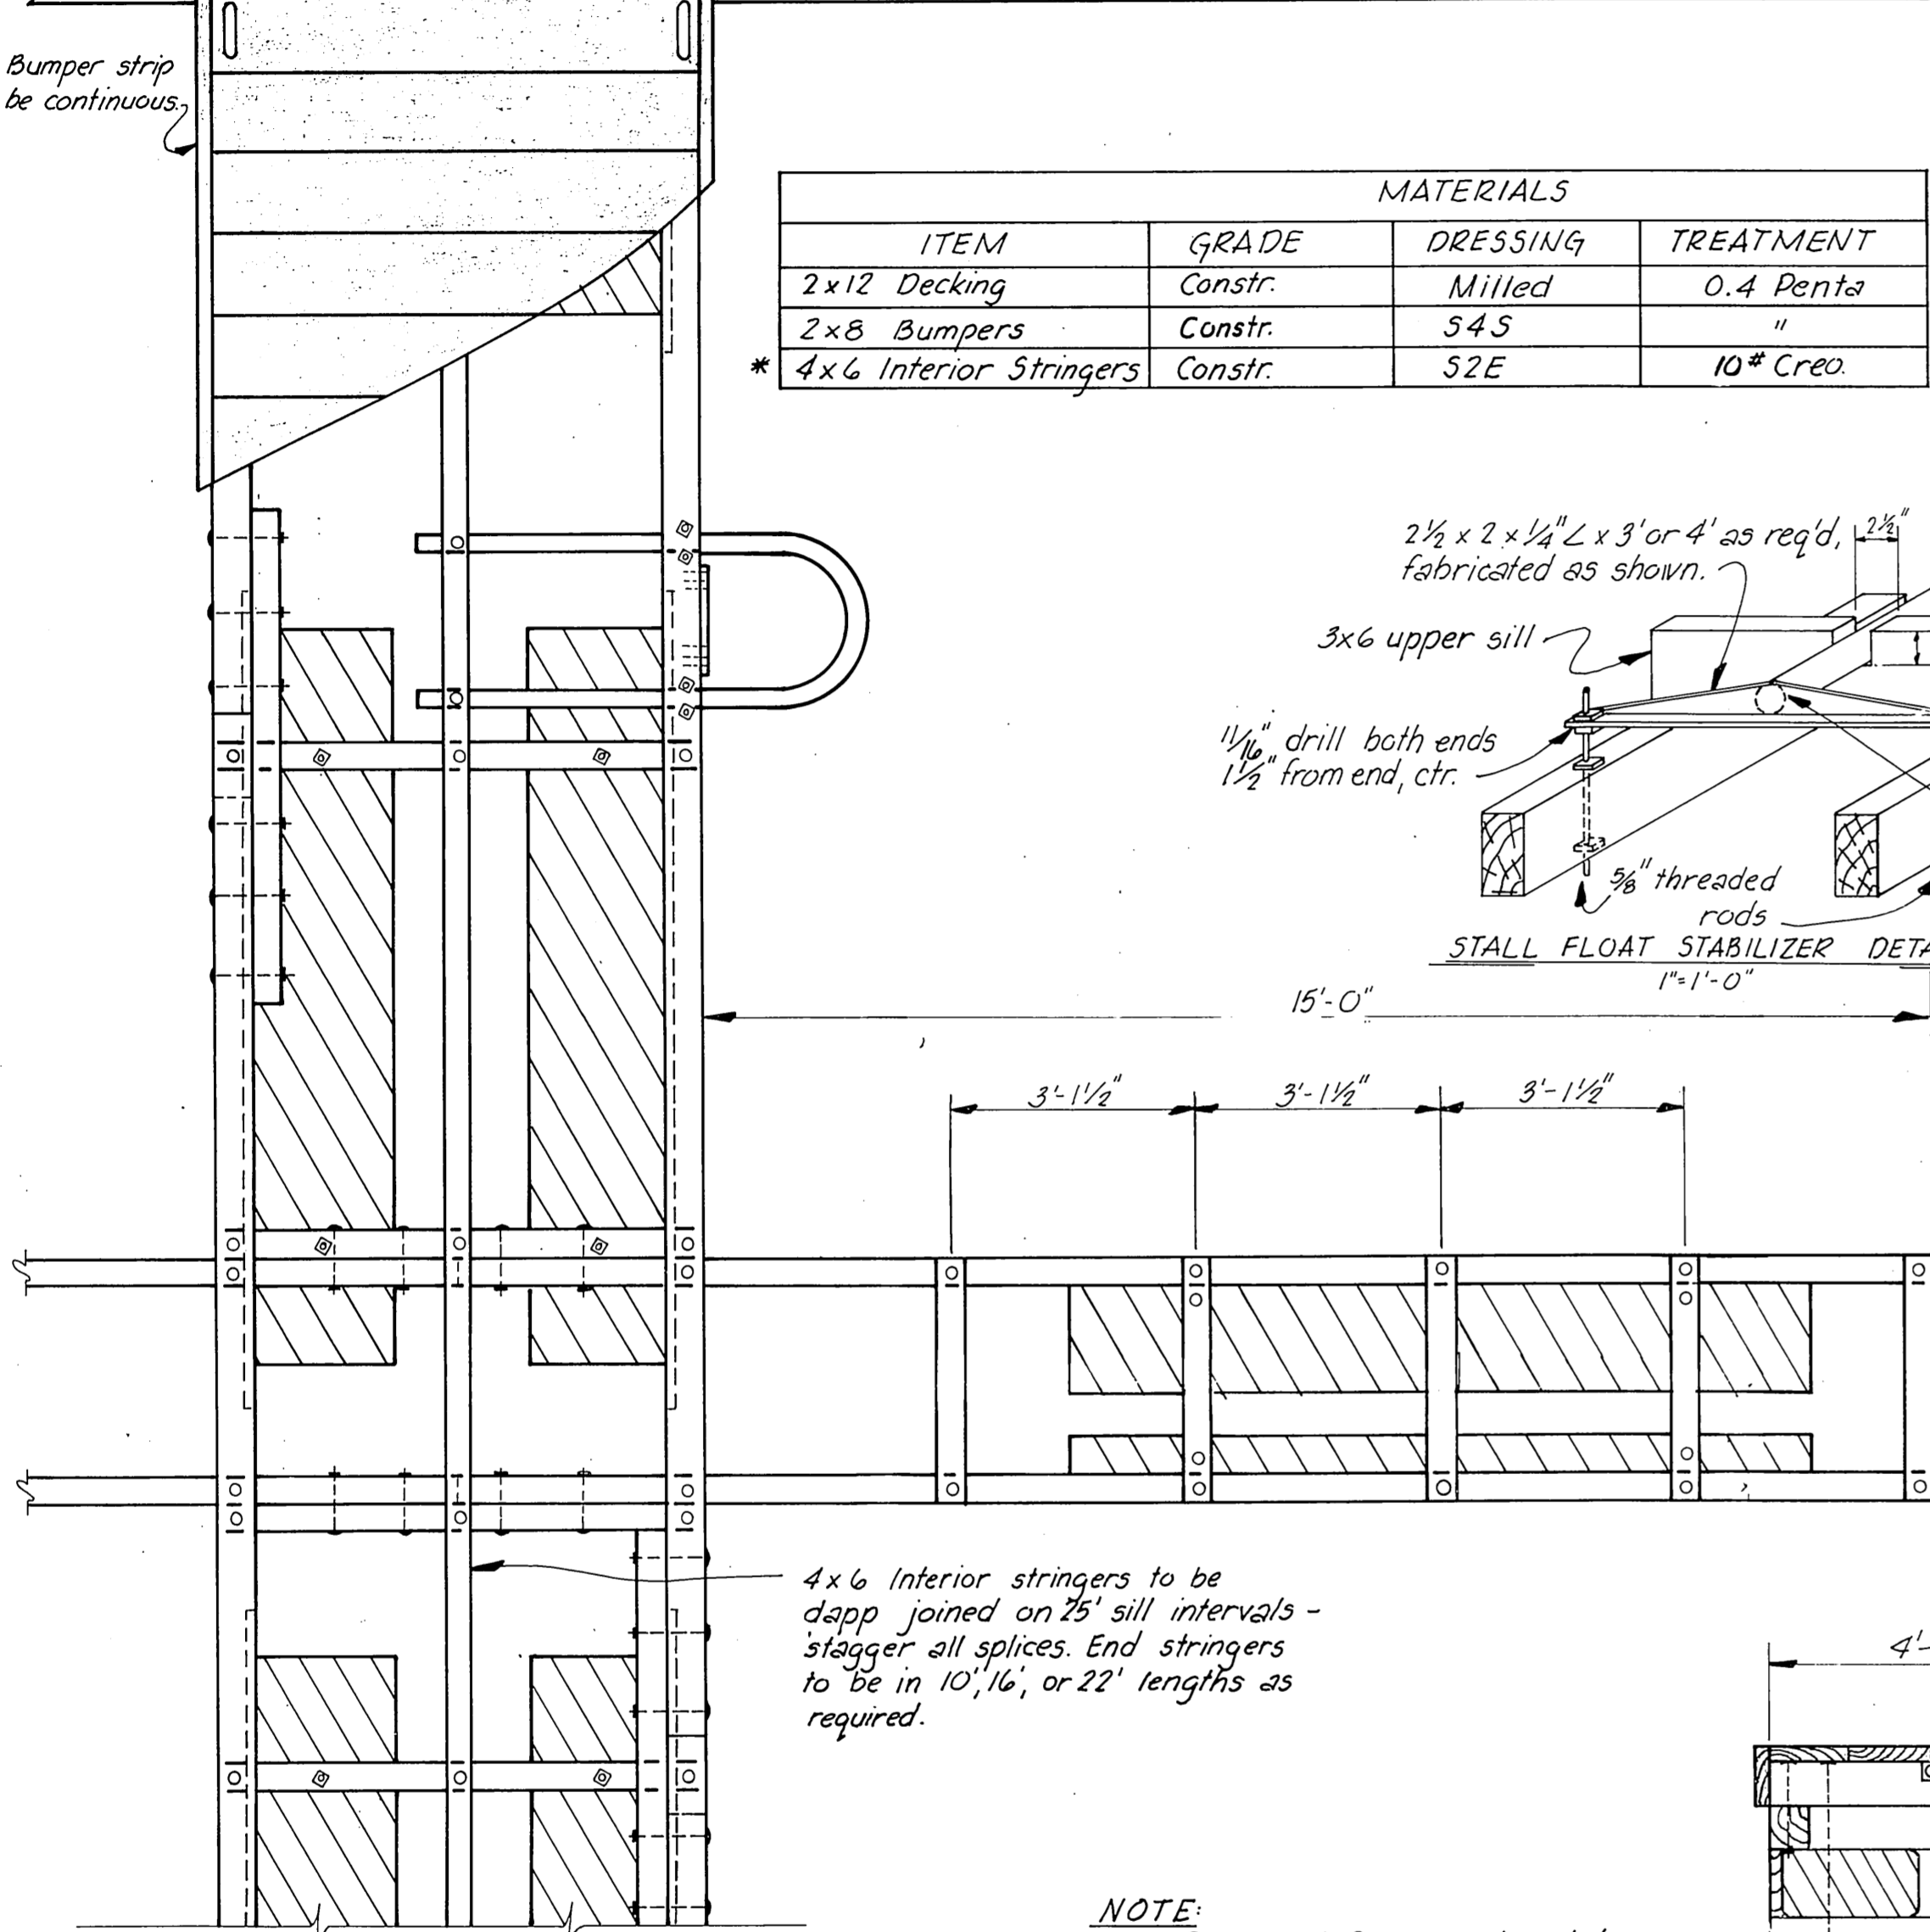 Bumper strip
be continuous.
MATERIALS
ITEM GRADE DRESSING TREATMENT
2x12 Decking Constr. Milled 0.4 Penta
2x8 Bumpers Constr. S4S "
* 4x6 Interior Stringers Constr. S2E 10# Creo.
2½ x 2 x ¼" ∠ x 3' or 4' as req'd,
fabricated as shown.
2½"
3x6 upper sill
11/16" drill both ends
1½" from end, ctr.
5/8" threaded
rods
STALL FLOAT STABILIZER DETA
1"=1'-0"
15'-0"
3'-1½" 3'-1½" 3'-1½"
4x6 Interior stringers to be
dapp joined on 25' sill intervals -
stagger all splices. End stringers
to be in 10', 16', or 22' lengths as
required.
4'-
NOTE: